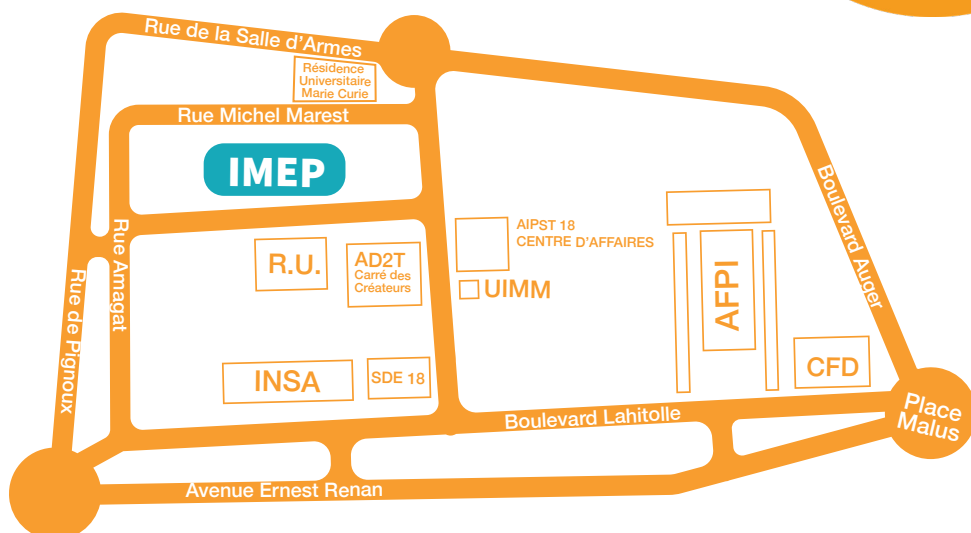 Rue de la Salle d'Armes
Résidence
Universitaire
Marie Curie
Rue Michel Marest
IMEP
Rue Amagat
Rue de Pignoux
R.U.
AD2T
Carré des
Créateurs
AIPST 18
CENTRE D'AFFAIRES
UIMM
AFPI
Boulevard Auger
INSA
SDE 18
CFD
Boulevard Lahitolle
Place
Malus
Avenue Ernest Renan